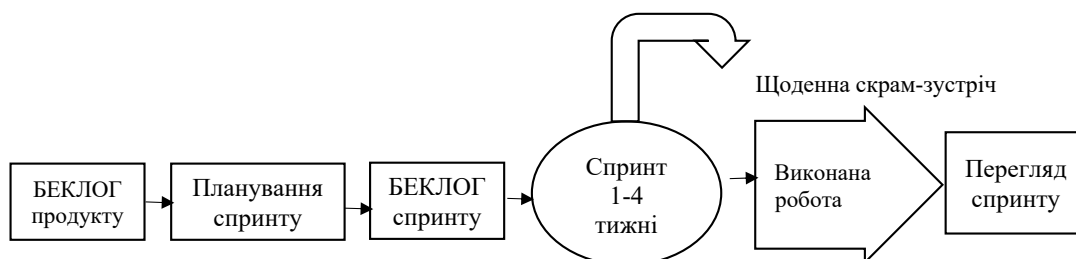 Щоденна скрам-зустріч
БЕКЛОГ
продукту
Планування
спринту
БЕКЛОГ
спринту
Спринт
1-4
тижні
Виконана
робота
Перегляд
спринту